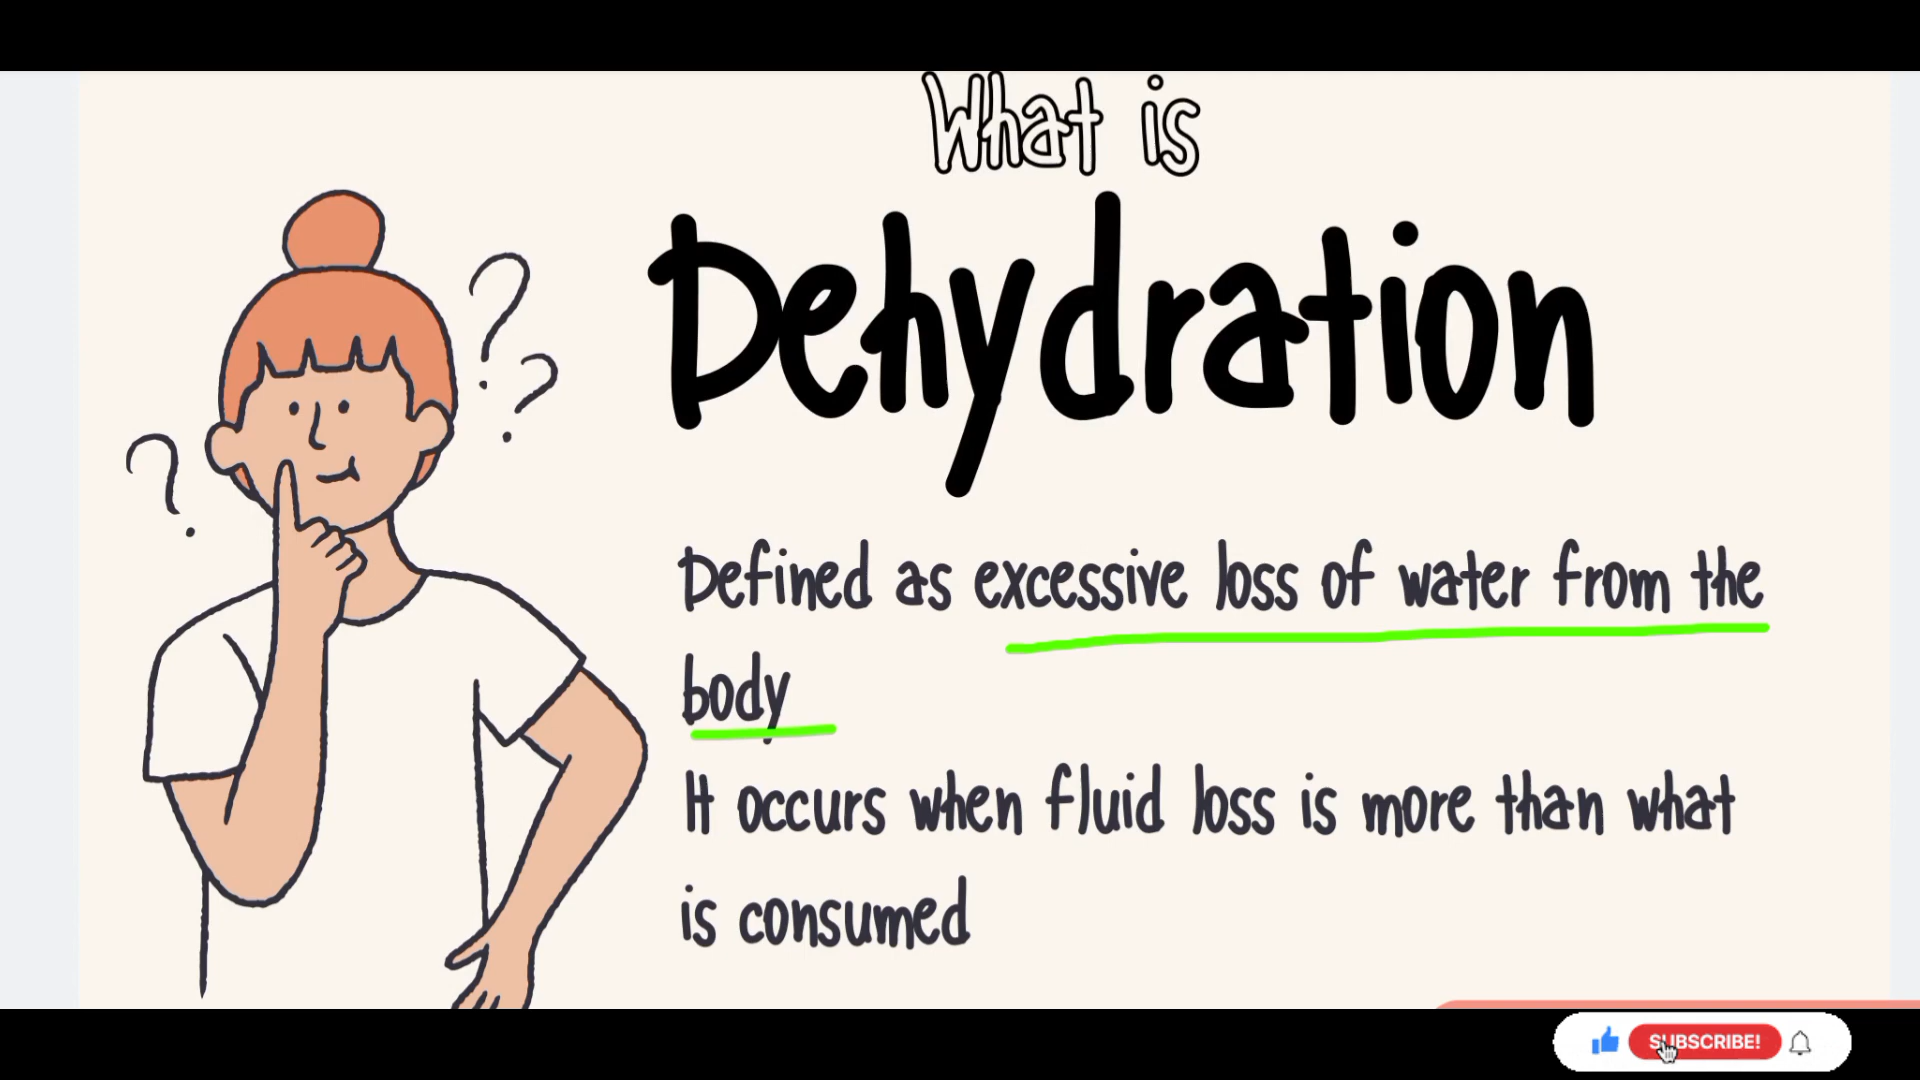 What is
Dehydration
Defined as excessive loss of water from the
body
It occurs when fluid loss is more than what
is consumed
SUBSCRIBE!